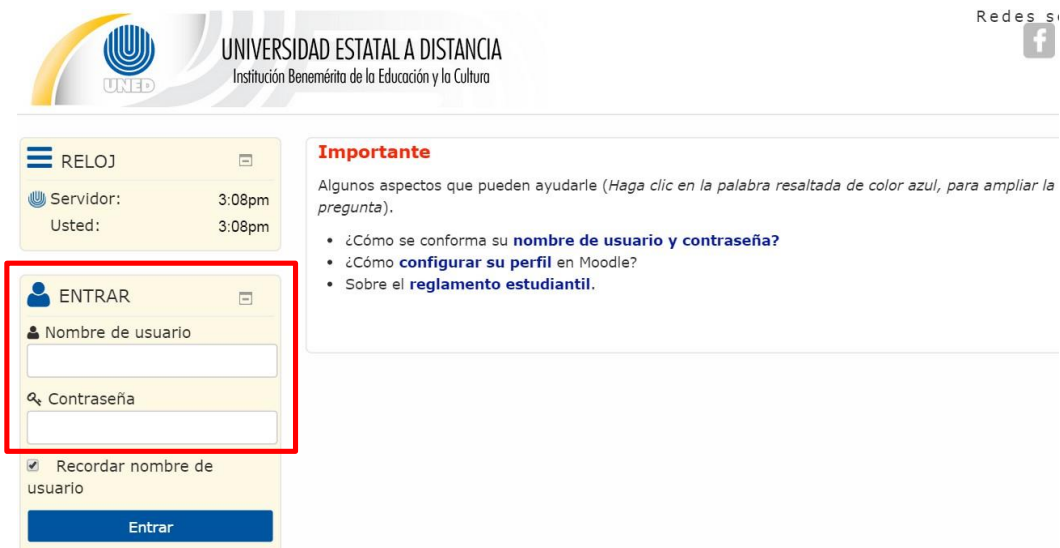 Redes
UNED
UNIVERSIDAD ESTATAL A DISTANCIA
Institución Benemérita de la Educación y la Cultura
RELOJ
Servidor: 3:08pm
Usted: 3:08pm
ENTRAR
Nombre de usuario
Contraseña
Recordar nombre de
usuario
Entrar
Importante
Algunos aspectos que pueden ayudarle (Haga clic en la palabra resaltada de color azul, para ampliar la
pregunta).
• ¿Cómo se conforma su nombre de usuario y contraseña?
• ¿Cómo configurar su perfil en Moodle?
• Sobre el reglamento estudiantil.